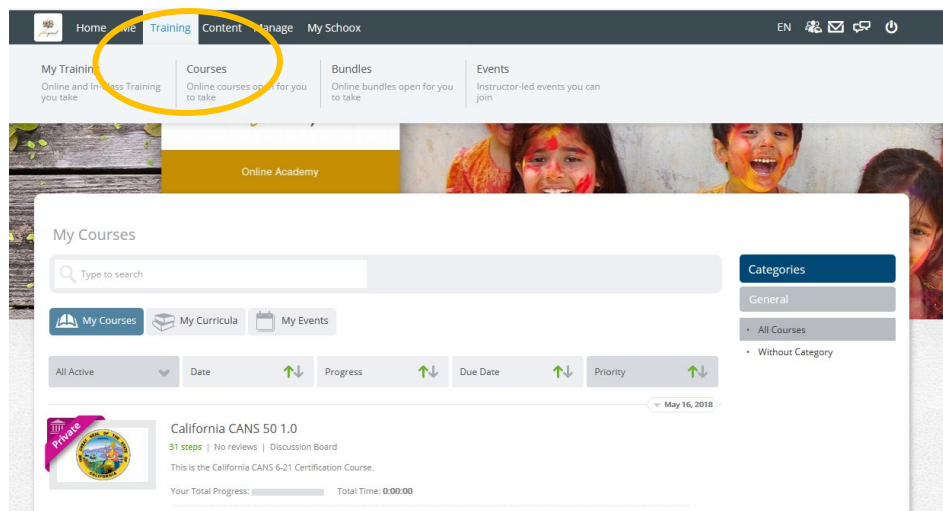 Home Me Training Content Manage My Schoox EN
My Training
Online and In-Class Training
you take
Courses
Online courses open for you
to take
Bundles
Online bundles open for you
to take
Events
Instructor-led events you can
join
Online Academy
My Courses
Type to search
My Courses My Curricula My Events
All Active Date Progress Due Date Priority
May 16, 2018
Private
California CANS 50 1.0
31 steps | No reviews | Discussion Board
This is the California CANS 6-21 Certification Course.
Your Total Progress: Total Time: 0:00:00
Categories
General
• All Courses
• Without Category